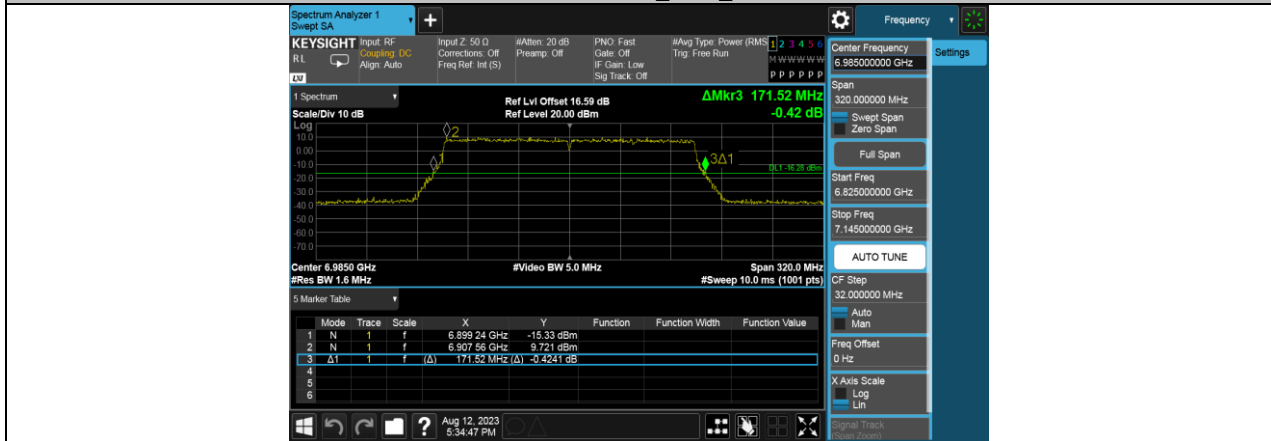 Spectrum Analyzer 1
Swept SA
+
Frequency
KEYSIGHT
RL
LXI
Input: RF
Coupling: DC
Align: Auto
Input Z: 50 Ω
Corrections: Off
Freq Ref: Int (S)
#Atten: 20 dB
Preamp: Off
PNO: Fast
Gate: Off
IF Gain: Low
Sig Track: Off
#Avg Type: Power (RMS
Trig: Free Run
1 2 3 4 5 6
M W W W W W
P P P P P P
1 Spectrum
Scale/Div 10 dB
Ref Lvl Offset 16.59 dB
Ref Level 20.00 dBm
ΔMkr3 171.52 MHz
-0.42 dB
Log
10.0
0.00
-10.0
-20.0
-30.0
-40.0
-50.0
-60.0
-70.0
2
1
3Δ1
DL1 -16.28 dBm
Center 6.9850 GHz
#Video BW 5.0 MHz
Span 320.0 MHz
#Res BW 1.6 MHz
#Sweep 10.0 ms (1001 pts)
5 Marker Table
Mode Trace Scale X Y Function Function Width Function Value
1 N 1 f 6.899 24 GHz -15.33 dBm
2 N 1 f 6.907 56 GHz 9.721 dBm
3 Δ1 1 f (Δ) 171.52 MHz (Δ) -0.4241 dB
4
5
6
Center Frequency
6.985000000 GHz
Settings
Span
320.000000 MHz
Swept Span
Zero Span
Full Span
Start Freq
6.825000000 GHz
Stop Freq
7.145000000 GHz
AUTO TUNE
CF Step
32.000000 MHz
Auto
Man
Freq Offset
0 Hz
X Axis Scale
Log
Lin
Signal Track
(Span Zoom)
?
Aug 12, 2023
5:34:47 PM